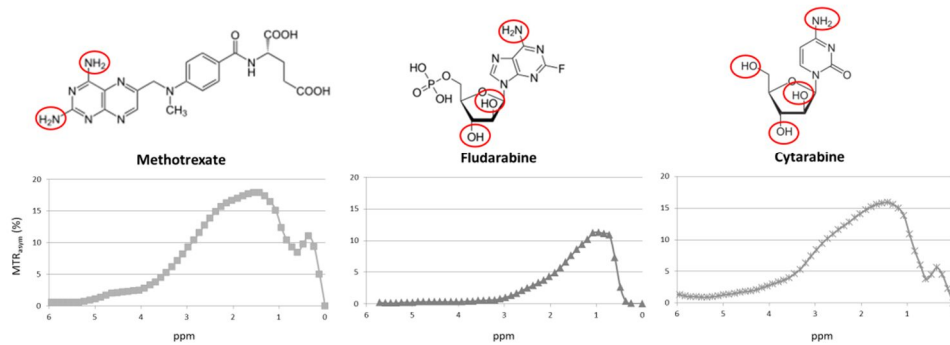 NH₂
H₂N
N
N
N
N
N
CH₃
O
N
H
COOH
COOH
Methotrexate
H₂N
N
N
N
N
F
O
HO
P
O
OH
O
HO
OH
Fludarabine
NH₂
N
N
O
HO
O
HO
OH
Cytarabine
MTRasym (%)
20
15
10
5
0
6 5 4 3 2 1 0
ppm
20
15
10
5
0
6 5 4 3 2 1 0
ppm
20
15
10
5
0
6 5 4 3 2 1
ppm